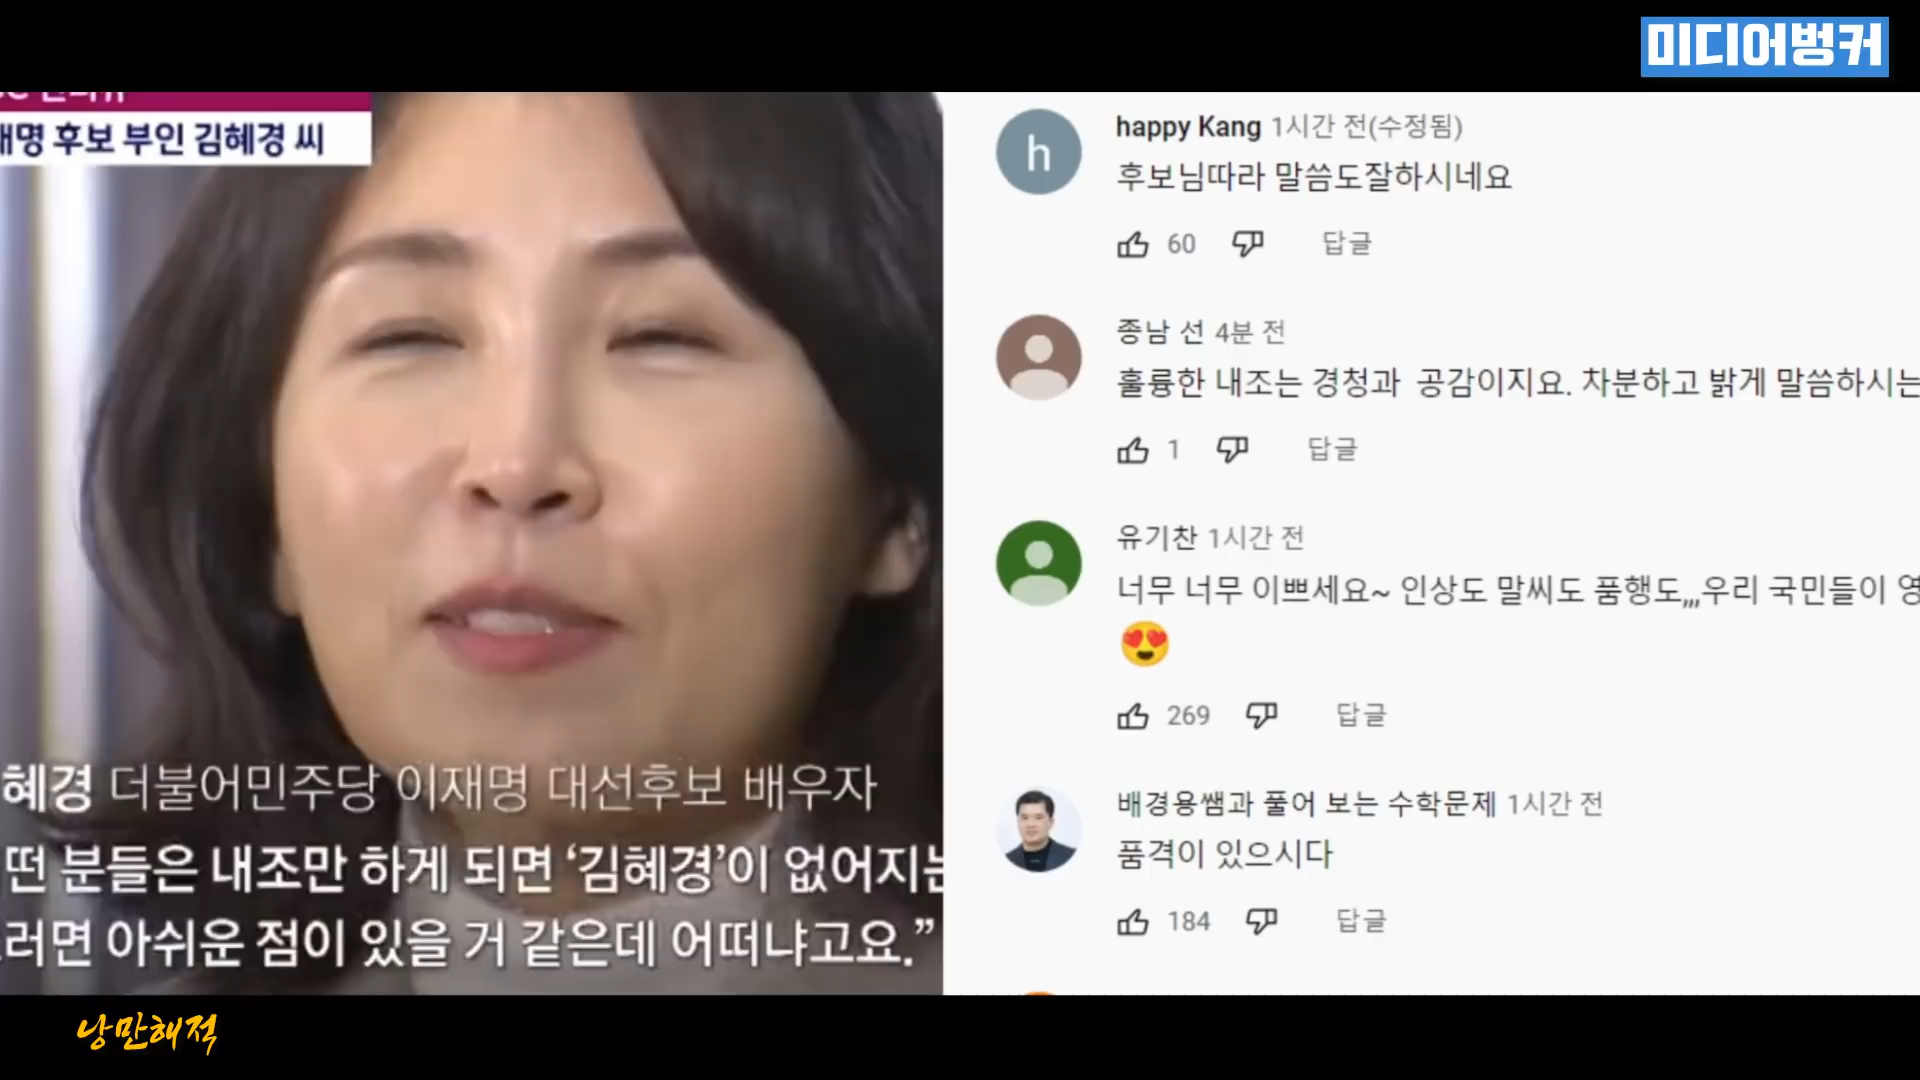 미디어벙커
재명 후보 부인 김혜경 씨
혜경 더불어민주당 이재명 대선후보 배우자
떤 분들은 내조만 하게 되면 ‘김혜경’이 없어지는
러면 아쉬운 점이 있을 거 같은데 어떠냐고요.”
happy Kang 1시간 전(수정됨)
후보님따라 말씀도잘하시네요
60 답글
종남 선 4분 전
훌륭한 내조는 경청과 공감이지요. 차분하고 밝게 말씀하시는
1 답글
유기찬 1시간 전
너무 너무 이쁘세요~ 인상도 말씨도 품행도,,,우리 국민들이 영
😍
269 답글
배경용쌤과 풀어 보는 수학문제 1시간 전
품격이 있으시다
184 답글
낭만해적